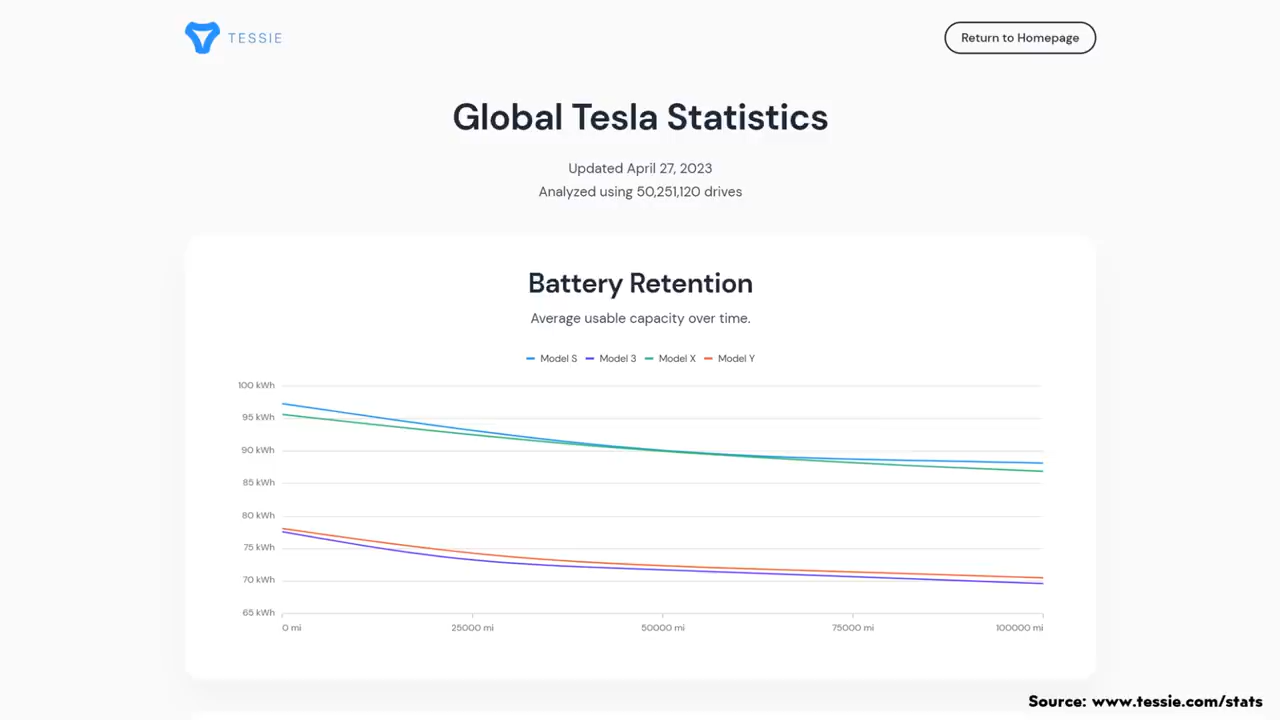 TESSIE
Return to Homepage
Global Tesla Statistics
Updated April 27, 2023
Analyzed using 50,251,120 drives
Battery Retention
Average usable capacity over time.
Model S Model 3 Model X Model Y
100 kWh
95 kWh
90 kWh
85 kWh
80 kWh
75 kWh
70 kWh
65 kWh
0 mi 25000 mi 50000 mi 75000 mi 100000 mi
Source: www.tessie.com/stats